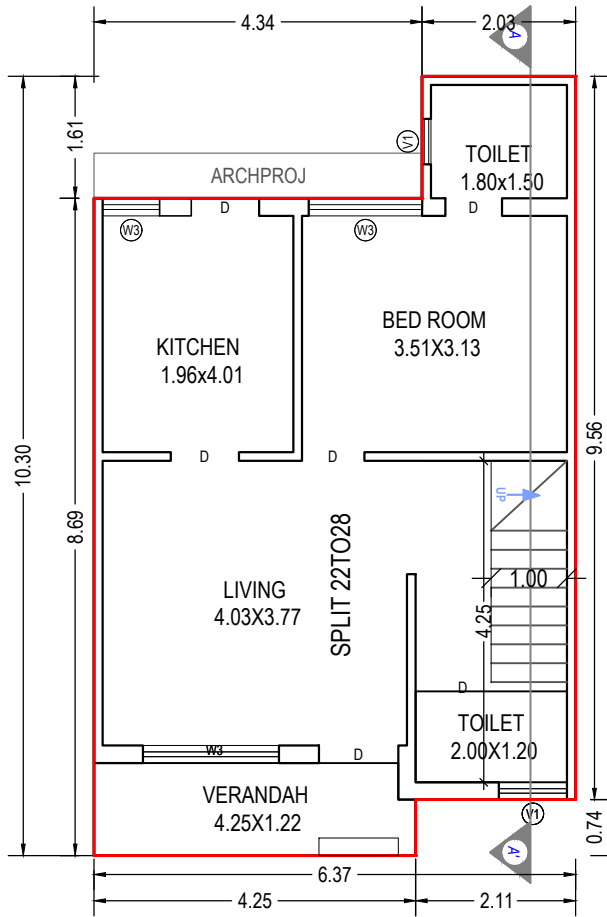 4.34
2.03
A
1.61
ARCHPROJ
V1
TOILET
1.80x1.50
D
D
W3
W3
BED ROOM
3.51X3.13
KITCHEN
1.96x4.01
10.30
8.69
9.56
D
D
UP
SPLIT 22TO28
LIVING
4.03X3.77
1.00
4.25
D
TOILET
2.00X1.20
W3
D
VERANDAH
4.25X1.22
V1
0.74
A'
6.37
4.25
2.11